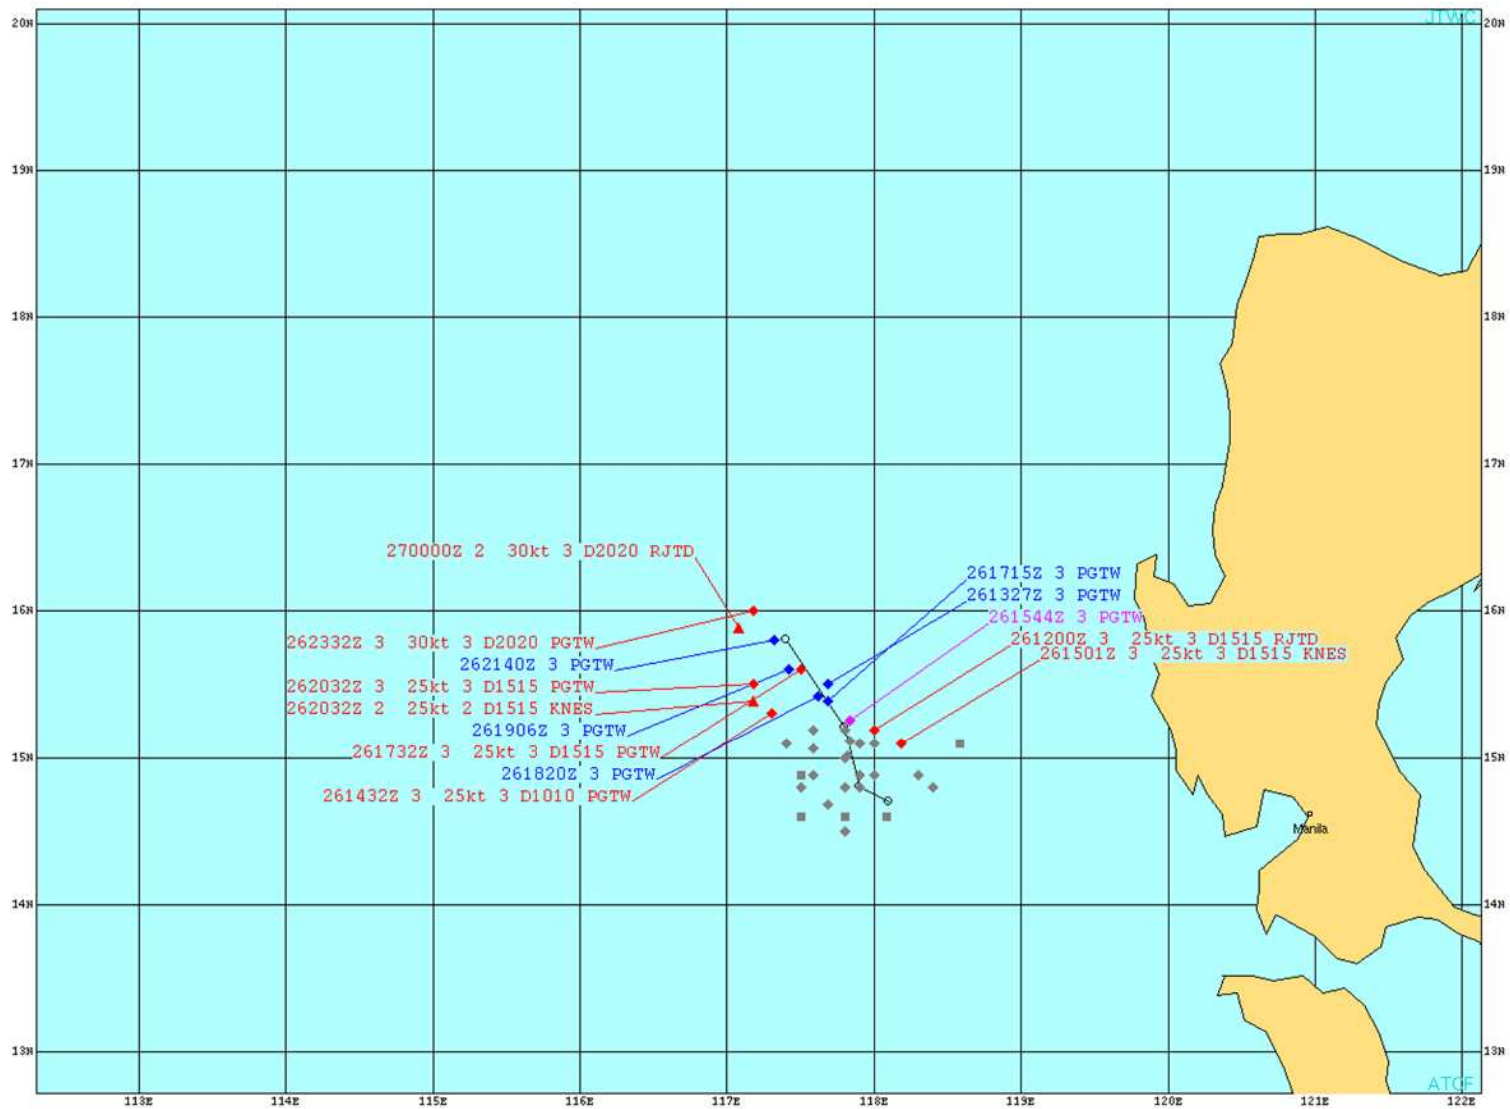 JTWC
20N 20N
19N 19N
18N 18N
17N 17N
270000Z 2 30kt 3 D2020 RJTD
261715Z 3 PGTW
261327Z 3 PGTW
16N 16N
261544Z 3 PGTW
261200Z 3 25kt 3 D1515 RJTD
262332Z 3 30kt 3 D2020 PGTW
261501Z 3 25kt 3 D1515 KNES
262140Z 3 PGTW
262032Z 3 25kt 3 D1515 PGTW
262032Z 2 25kt 2 D1515 KNES
261906Z 3 PGTW
261732Z 3 25kt 3 D1515 PGTW
15N 15N
261820Z 3 PGTW
261432Z 3 25kt 3 D1010 PGTW
Manila
14N 14N
13N 13N
ATCF
113E 114E 115E 116E 117E 118E 119E 120E 121E 122E